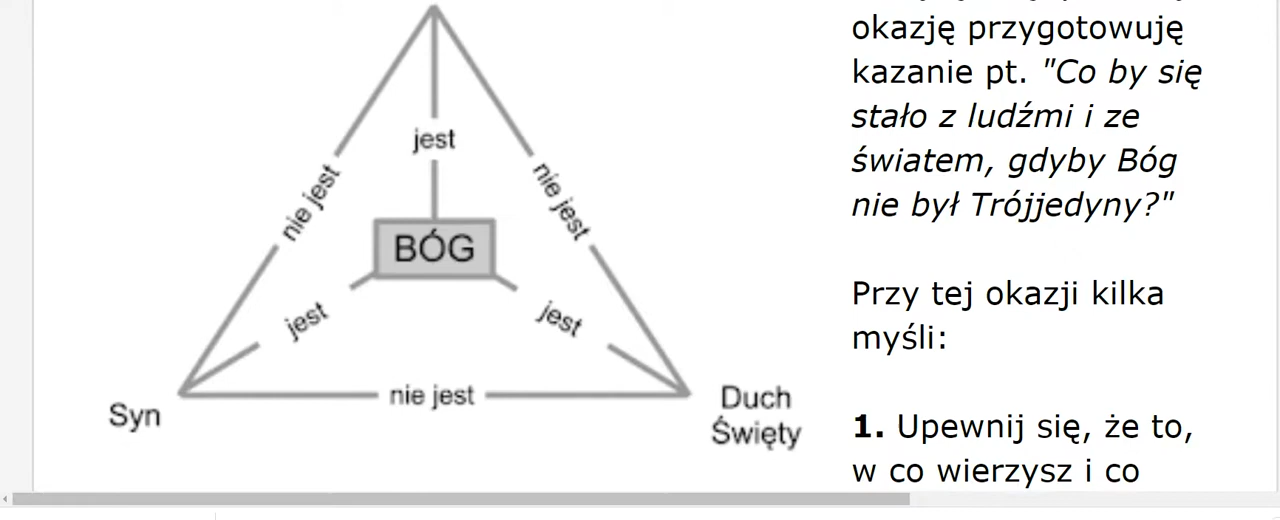 jest
nie jest
nie jest
BÓG
jest
jest
nie jest
Syn
Duch
Święty
okazję przygotowuję
kazanie pt. "Co by się
stało z ludźmi i ze
światem, gdyby Bóg
nie był Trójjedyny?"
Przy tej okazji kilka
myśli:
1. Upewnij się, że to,
w co wierzysz i co